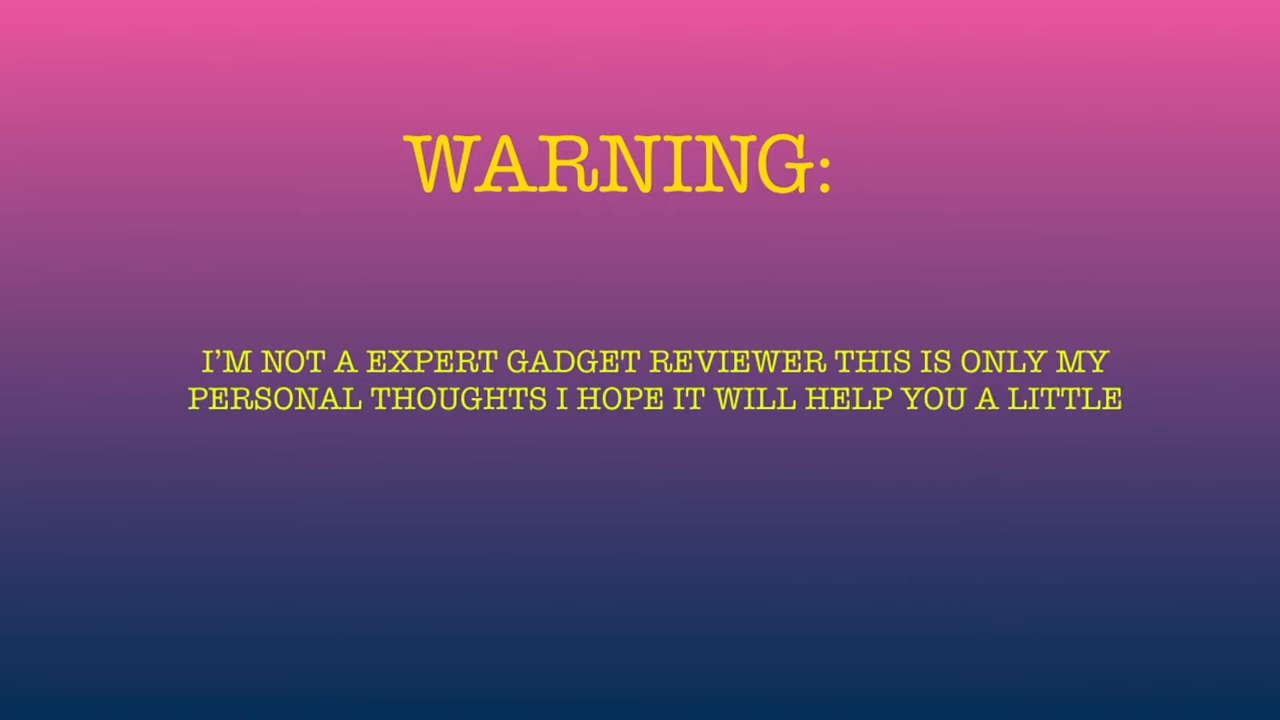 WARNING:
I’M NOT A EXPERT GADGET REVIEWER THIS IS ONLY MY
PERSONAL THOUGHTS I HOPE IT WILL HELP YOU A LITTLE